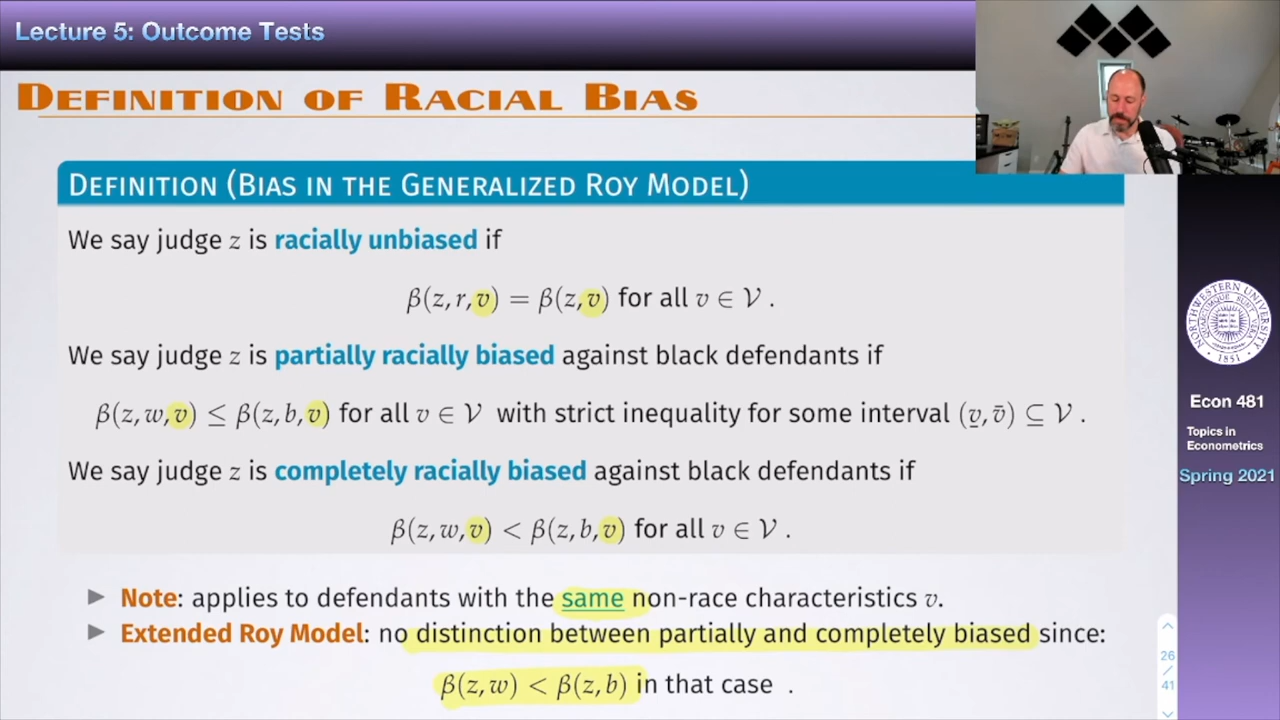 Lecture 5: Outcome Tests
Definition of Racial Bias
Definition (Bias in the Generalized Roy Model)
We say judge z is racially unbiased if
β(z, r, v) = β(z, v) for all v ∈ 𝒱 .
We say judge z is partially racially biased against black defendants if
β(z, w, v) ≤ β(z, b, v) for all v ∈ 𝒱 with strict inequality for some interval (v̲, v̄) ⊆ 𝒱 .
We say judge z is completely racially biased against black defendants if
β(z, w, v) < β(z, b, v) for all v ∈ 𝒱 .
▶ Note: applies to defendants with the same non-race characteristics v.
▶ Extended Roy Model: no distinction between partially and completely biased since:
β(z, w) < β(z, b) in that case .
NORTHWESTERN UNIVERSITY
1851
Econ 481
Topics in
Econometrics
Spring 2021
26
/
41